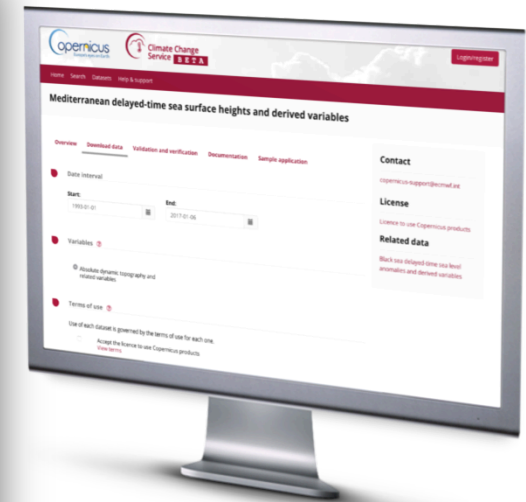 Copernicus
Climate Change
Service BETA
Login/register
Home Search Datasets Help & support
Mediterranean delayed-time sea surface heights and derived variables
Overview Download data Validation and verification Documentation Sample application
Date interval
Start:
1993-01-01
End:
2017-01-06
Variables
Absolute dynamic topography and
related variables
Terms of use
Use of each dataset is governed by the terms of use for each one.
Accept the licence to use Copernicus products
View terms
Contact
copernicus-support@ecmwf.int
License
Licence to use Copernicus products
Related data
Black sea delayed-time sea level
anomalies and derived variables